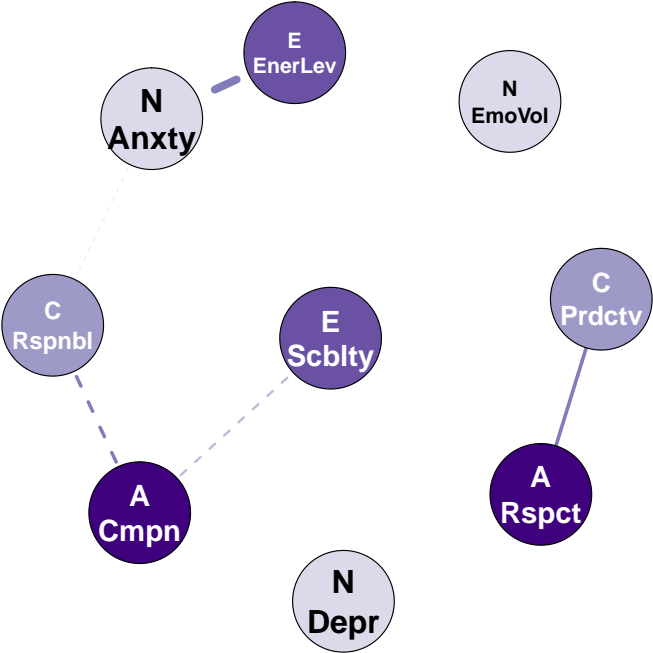 E
EnerLev
N
Anxty
N
EmoVol
C
Rspnbl
E
Scblty
C
Prdctv
A
Cmpn
A
Rspct
N
Depr